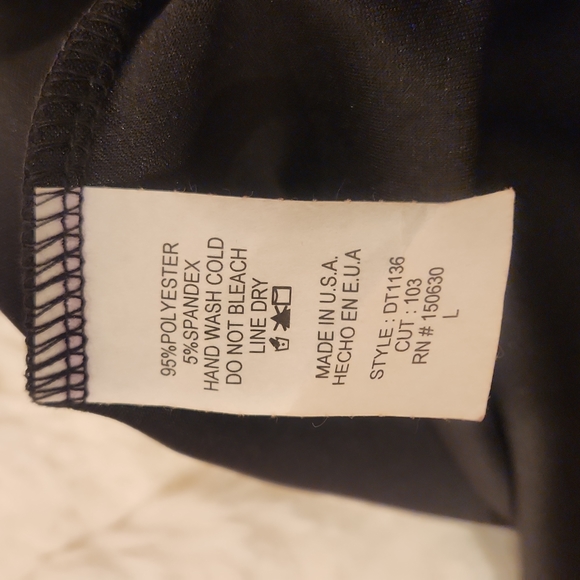 95%POLYESTER
5%SPANDEX
HAND WASH COLD
DO NOT BLEACH
LINE DRY
MADE IN U.S.A.
HECHO EN E.U.A
STYLE : DT1136
CUT : 103
RN # 150630
L